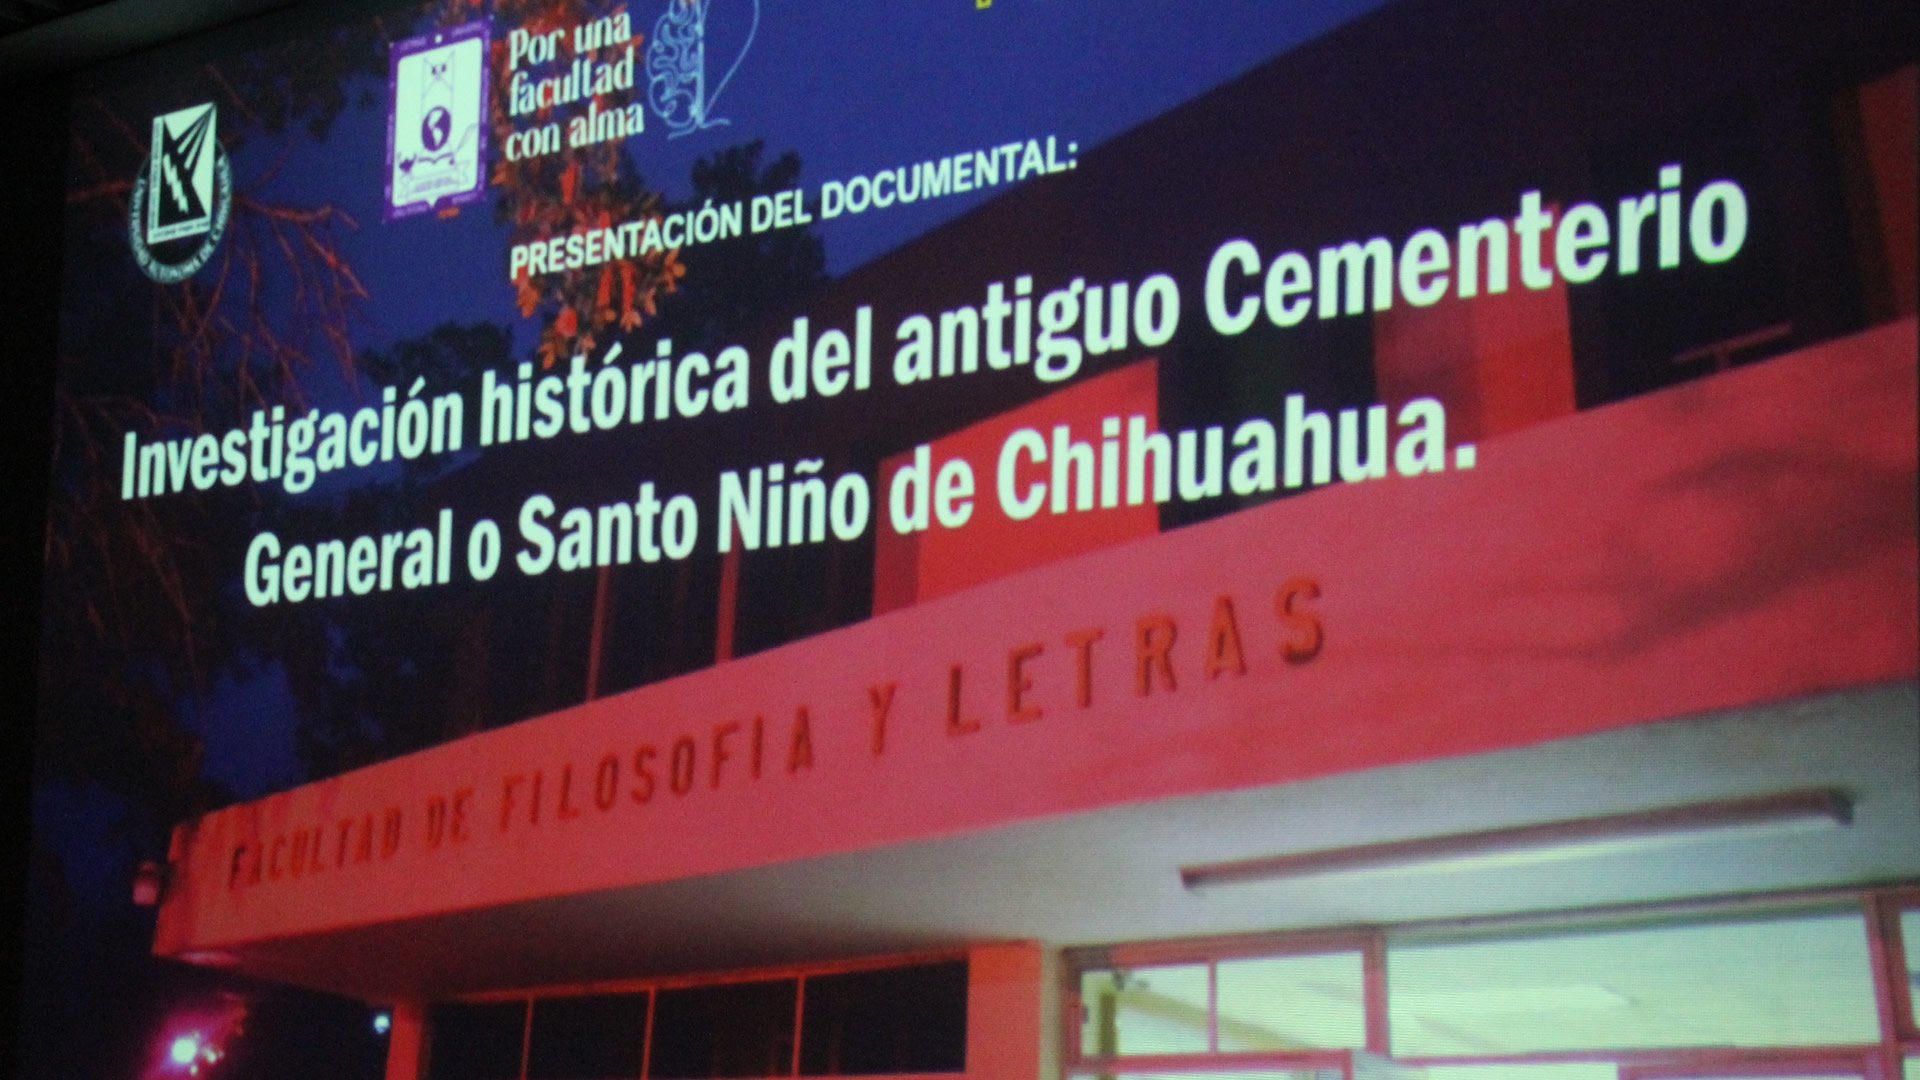 Por una
facultad
con alma
PRESENTACIÓN DEL DOCUMENTAL:
Investigación histórica del antiguo Cementerio
General o Santo Niño de Chihuahua.
FACULTAD DE FILOSOFIA Y LETRAS